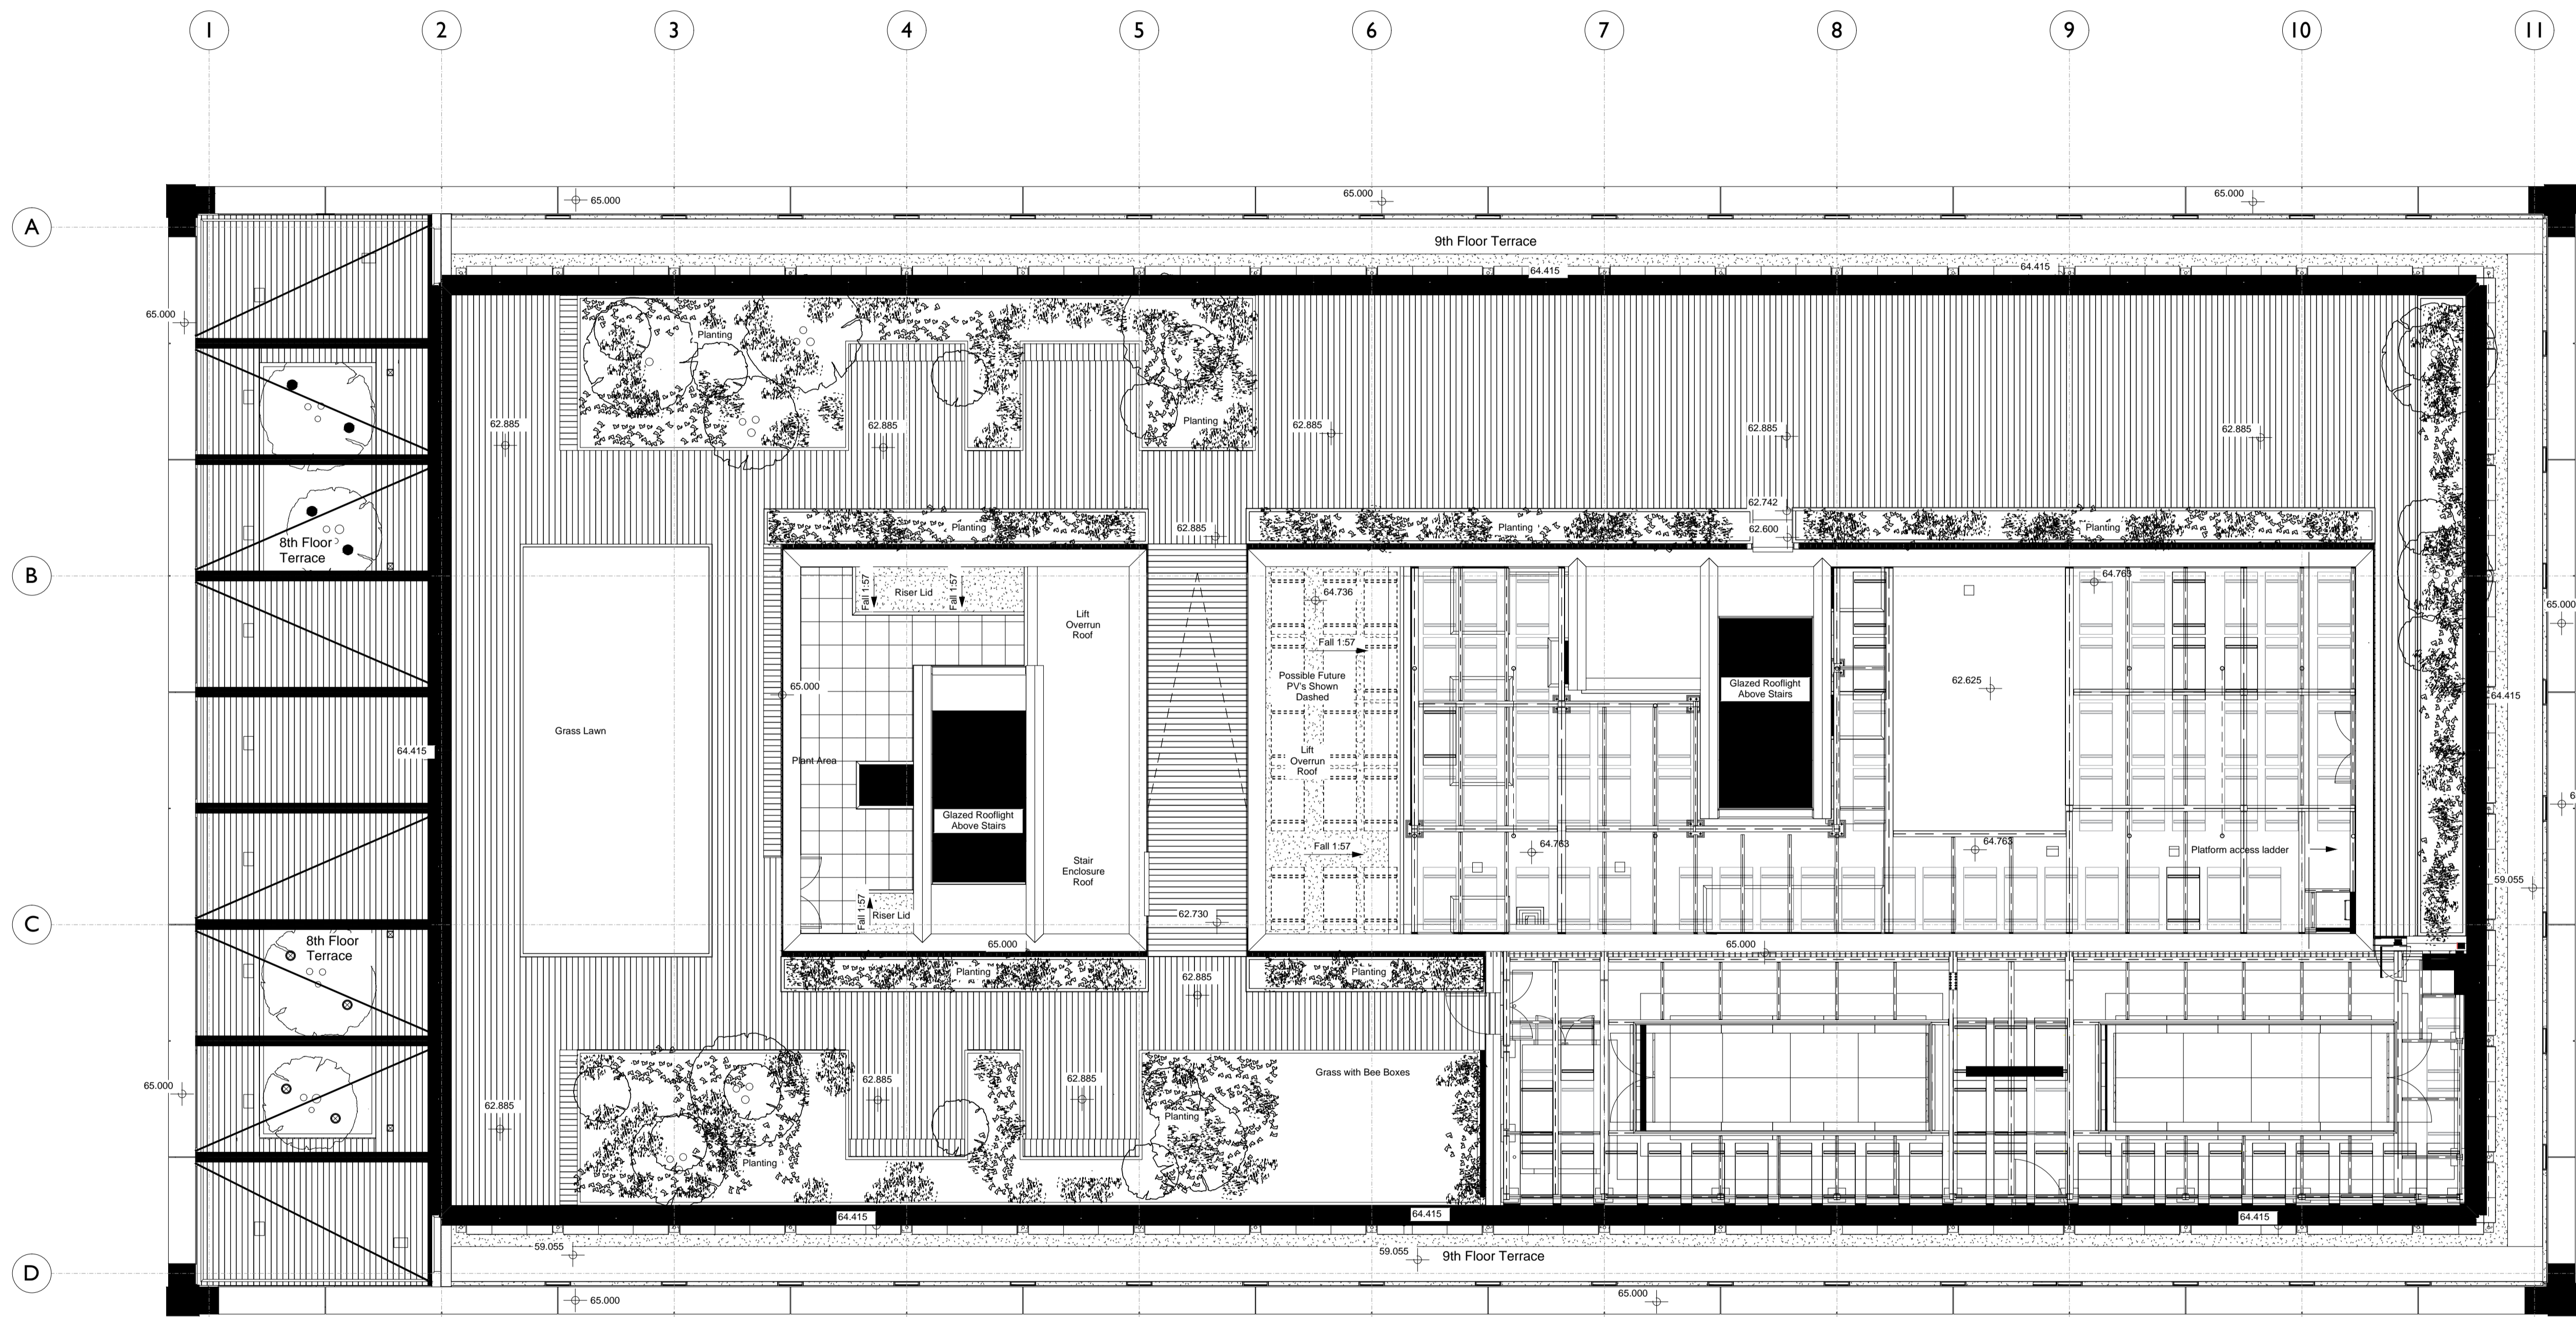 1 2 3 4 5 6 7 8 9 10 11
65.000 65.000 65.000
A
9th Floor Terrace
64.415 64.415
65.000
Planting
Planting
62.885 62.885 62.885 62.885 62.885
62.742
Planting 62.885 Planting 62.600 Planting
8th Floor
Terrace
B
Fall 1:57 Riser Lid Fall 1:57
Lift
Overrun
Roof
64.736
64.763
65.000
Fall 1:57
Possible Future
PV's Shown
Dashed
65.000
Glazed Rooflight
Above Stairs
62.625
64.415
Grass Lawn
64.415
Plant Area
Lift
Overrun
Roof
Glazed Rooflight
Above Stairs
Fall 1:57
64.763
64.763
Platform access ladder
Stair
Enclosure
Roof
59.055
Fall 1:57
Riser Lid
62.730
C
8th Floor
Terrace
65.000
65.000
Planting
62.885
Planting
65.000
62.885
62.885
62.885
Grass with Bee Boxes
Planting
Planting
64.415
64.415
64.415
59.055
59.055
9th Floor Terrace
D
65.000
65.000